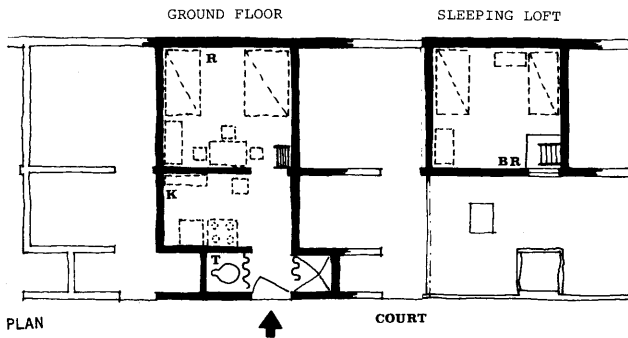 GROUND FLOOR
SLEEPING LOFT
R
BR
K
T
PLAN
COURT